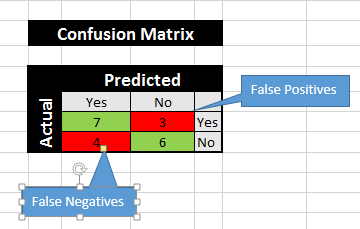 Confusion Matrix
Predicted
False Positives
Actual
Yes No
7 3 Yes
4 6 No
False Negatives